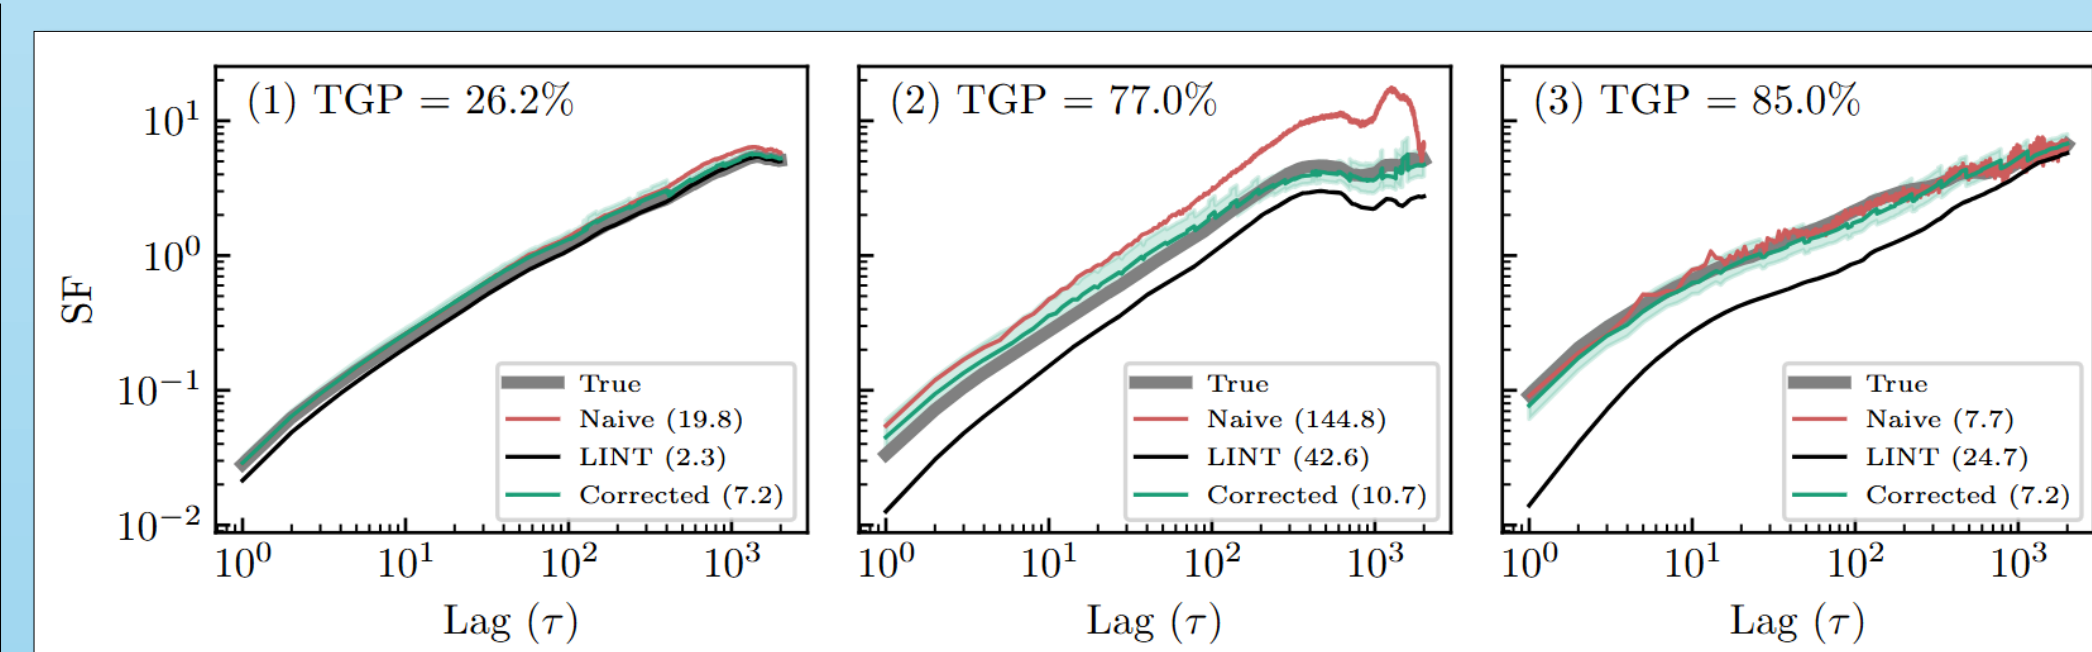 (1) TGP = 26.2%
(2) TGP = 77.0%
(3) TGP = 85.0%
10¹
10⁰
10⁻¹
10⁻²
SF
True
Naive (19.8)
LINT (2.3)
Corrected (7.2)
True
Naive (144.8)
LINT (42.6)
Corrected (10.7)
True
Naive (7.7)
LINT (24.7)
Corrected (7.2)
10⁰ 10¹ 10² 10³
10⁰ 10¹ 10² 10³
10⁰ 10¹ 10² 10³
Lag (τ)
Lag (τ)
Lag (τ)